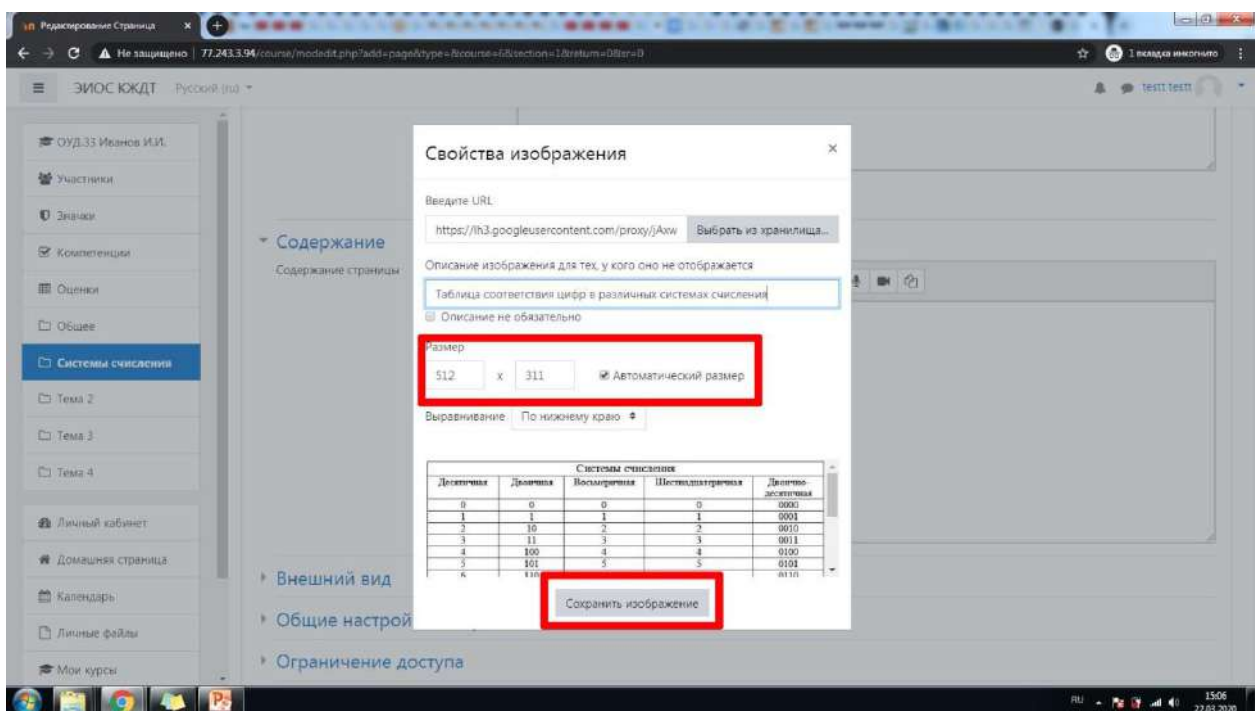 Редактирование Страница
Не защищено 77.243.3.94/course/modedit.php?add=page&type=&course=68&section=1&return=0&sr=0
1 вкладка инкогнито
ЭИОС КЖДТ Русский (ru)
testt testt
ОУД.33 Иванов И.И.
Участники
Значки
Компетенции
Оценки
Общее
Системы счисления
Тема 2
Тема 3
Тема 4
Личный кабинет
Домашняя страница
Календарь
Личные файлы
Мои курсы
Содержание
Содержание страницы
Внешний вид
Общие настрой
Ограничение доступа
Свойства изображения
Введите URL
https://lh3.googleusercontent.com/proxy/jAxw Выбрать из хранилища...
Описание изображения для тех, у кого оно не отображается
Таблица соответствия цифр в различных системах счисления
Описание не обязательно
Размер
512 x 311 Автоматический размер
Выравнивание По нижнему краю
Системы счисления
Десятичная Двоичная Восьмеричная Шестнадцатеричная Двоично-десятичная
0 0 0 0 0000
1 1 1 1 0001
2 10 2 2 0010
3 11 3 3 0011
4 100 4 4 0100
5 101 5 5 0101
6 110 0110
Сохранить изображение
RU 15:06
22.03.2020